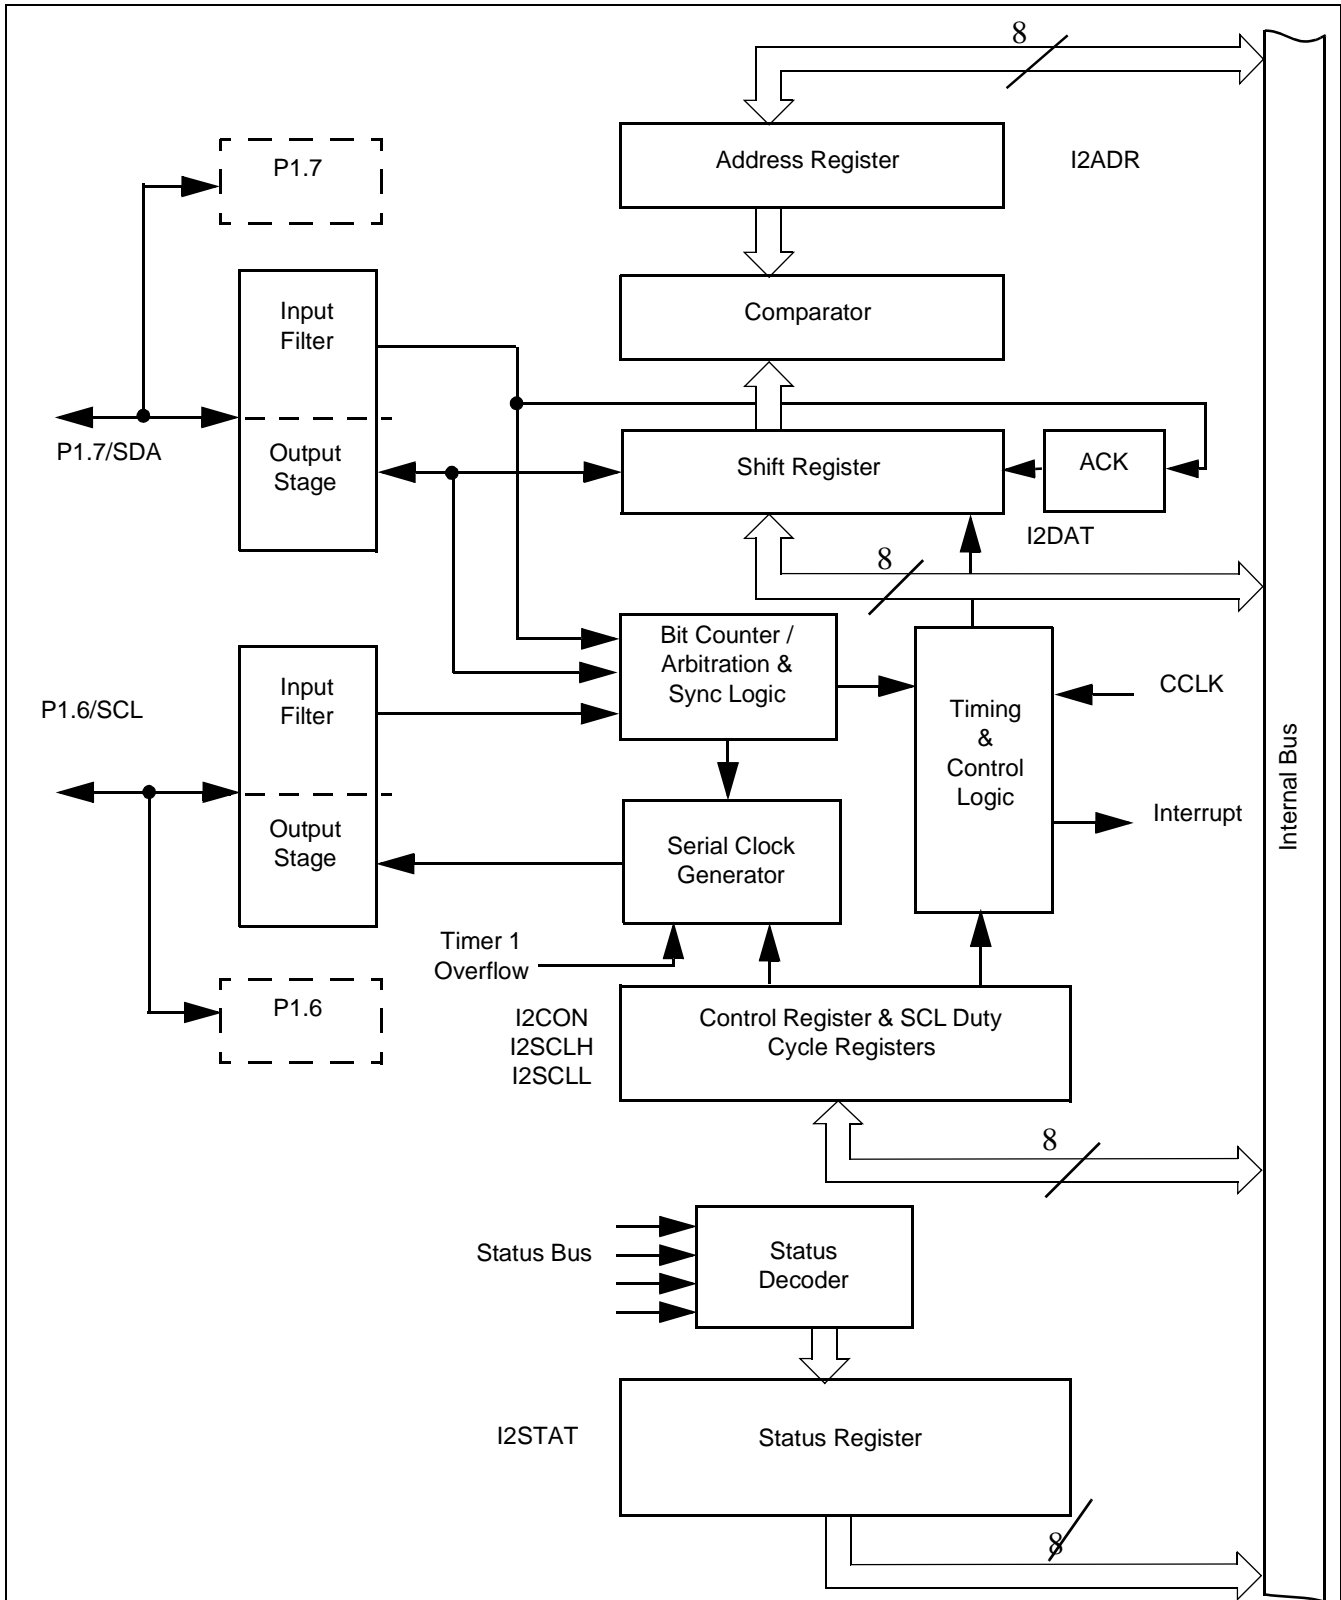 8
Address Register
I2ADR
P1.7
Input
Filter
Comparator
P1.7/SDA
Output
Stage
Shift Register
ACK
I2DAT
8
Bit Counter /
Arbitration &
Sync Logic
P1.6/SCL
Input
Filter
CCLK
Timing
&
Control
Logic
Internal Bus
Interrupt
Output
Stage
Serial Clock
Generator
Timer 1
Overflow
P1.6
I2CON
I2SCLH
I2SCLL
Control Register & SCL Duty
Cycle Registers
8
Status Bus
Status
Decoder
I2STAT
Status Register
8